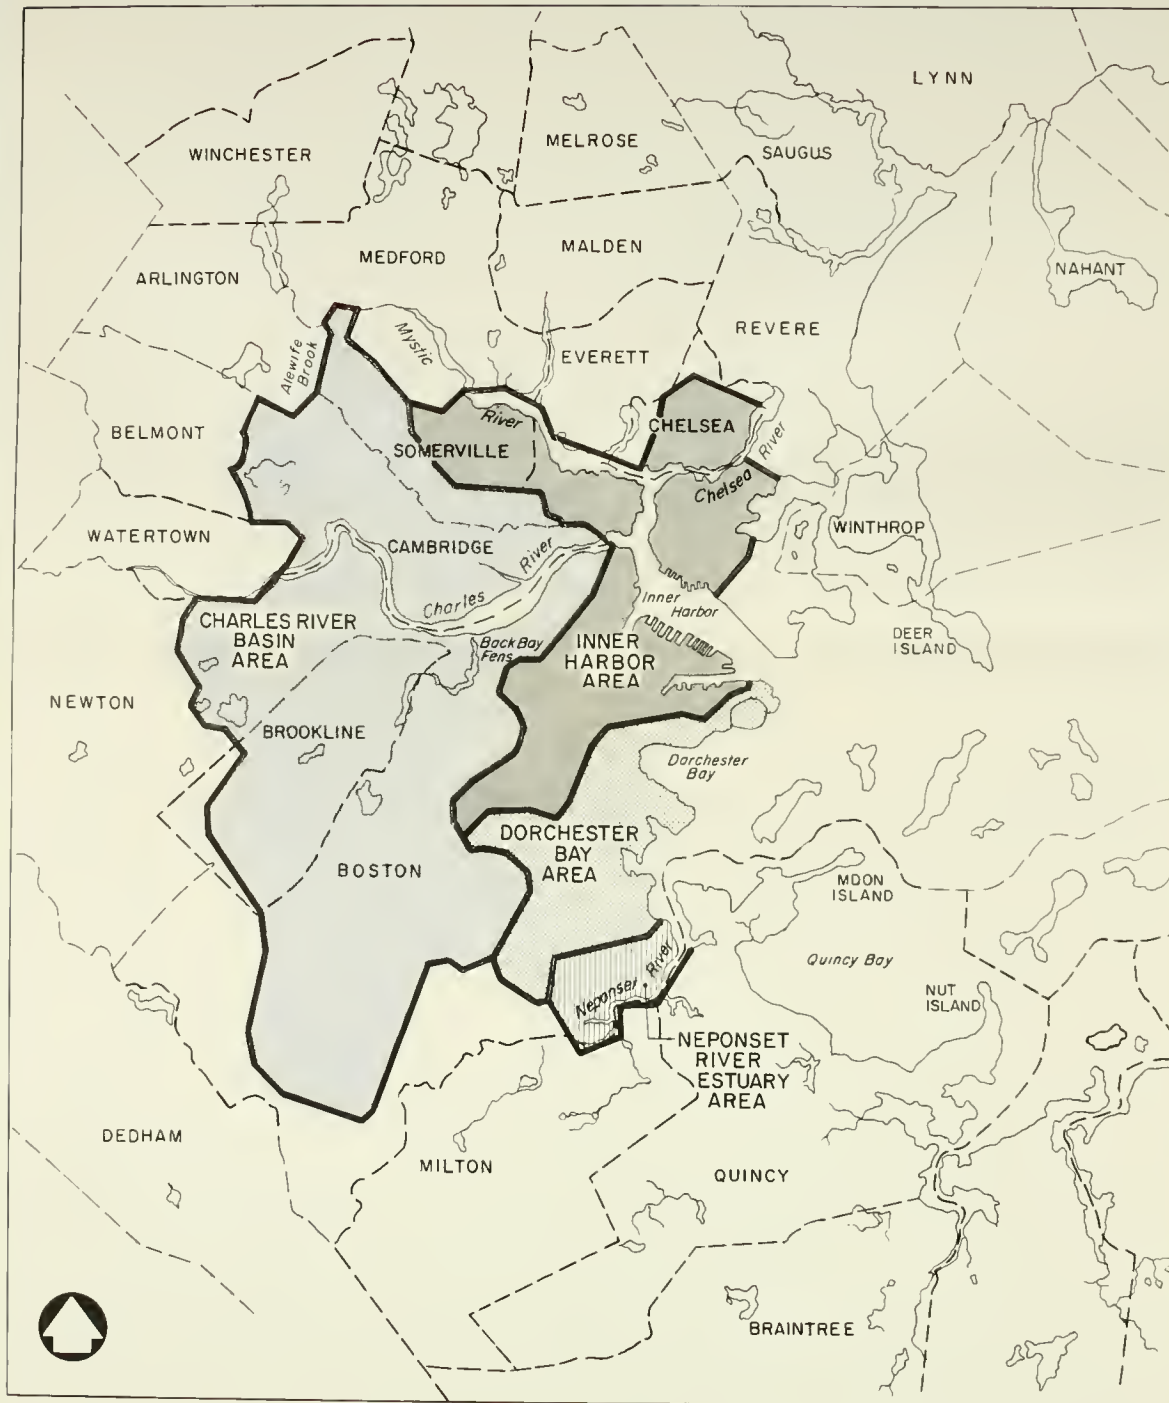 LYNN
MELROSE
WINCHESTER
SAUGUS
MALDEN
MEDFORD
NAHANT
ARLINGTON
REVERE
Mystic
EVERETT
Alewife
Brook
River
CHELSEA
BELMONT
River
SOMERVILLE
Chelsea
WINTHROP
WATERTOWN
CAMBRIDGE
River
Charles
Inner
Harbor
CHARLES RIVER
BASIN
AREA
Back Bay
Fens
INNER
HARBOR
AREA
DEER
ISLAND
NEWTON
BROOKLINE
Dorchester
Bay
DORCHESTER
BAY
AREA
BOSTON
MOON
ISLAND
Quincy Bay
River
Neponset
NUT
ISLAND
NEPONSET
RIVER
ESTUARY
AREA
DEDHAM
MILTON
QUINCY
BRAINTREE